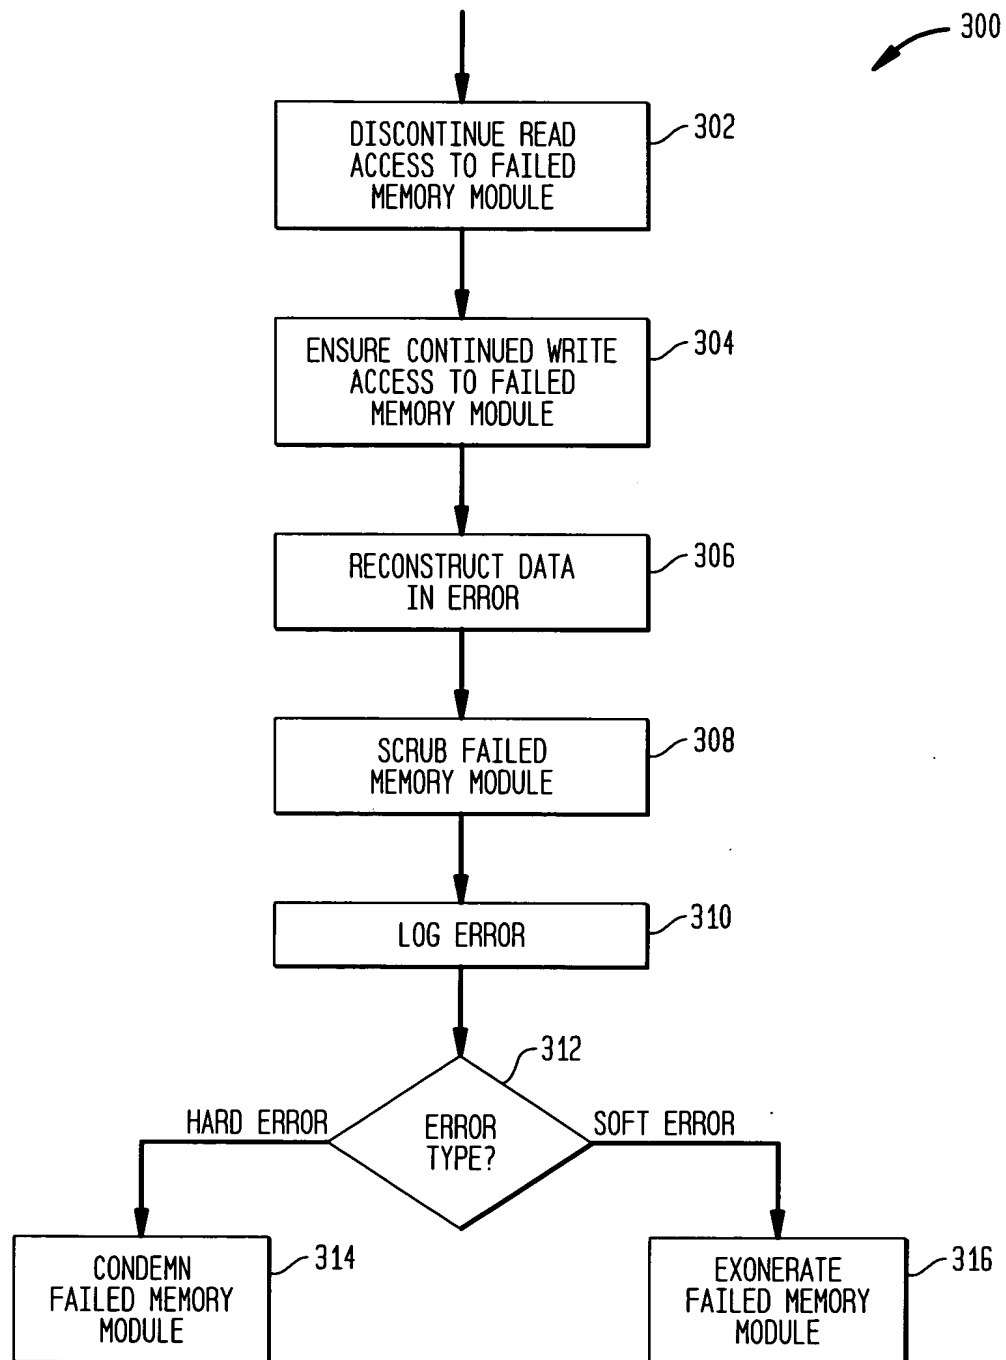 300
DISCONTINUE READ
ACCESS TO FAILED
MEMORY MODULE
302
ENSURE CONTINUED WRITE
ACCESS TO FAILED
MEMORY MODULE
304
RECONSTRUCT DATA
IN ERROR
306
SCRUB FAILED
MEMORY MODULE
308
LOG ERROR
310
312
HARD ERROR
ERROR
TYPE?
SOFT ERROR
CONDEMN
FAILED MEMORY
MODULE
314
EXONERATE
FAILED MEMORY
MODULE
316